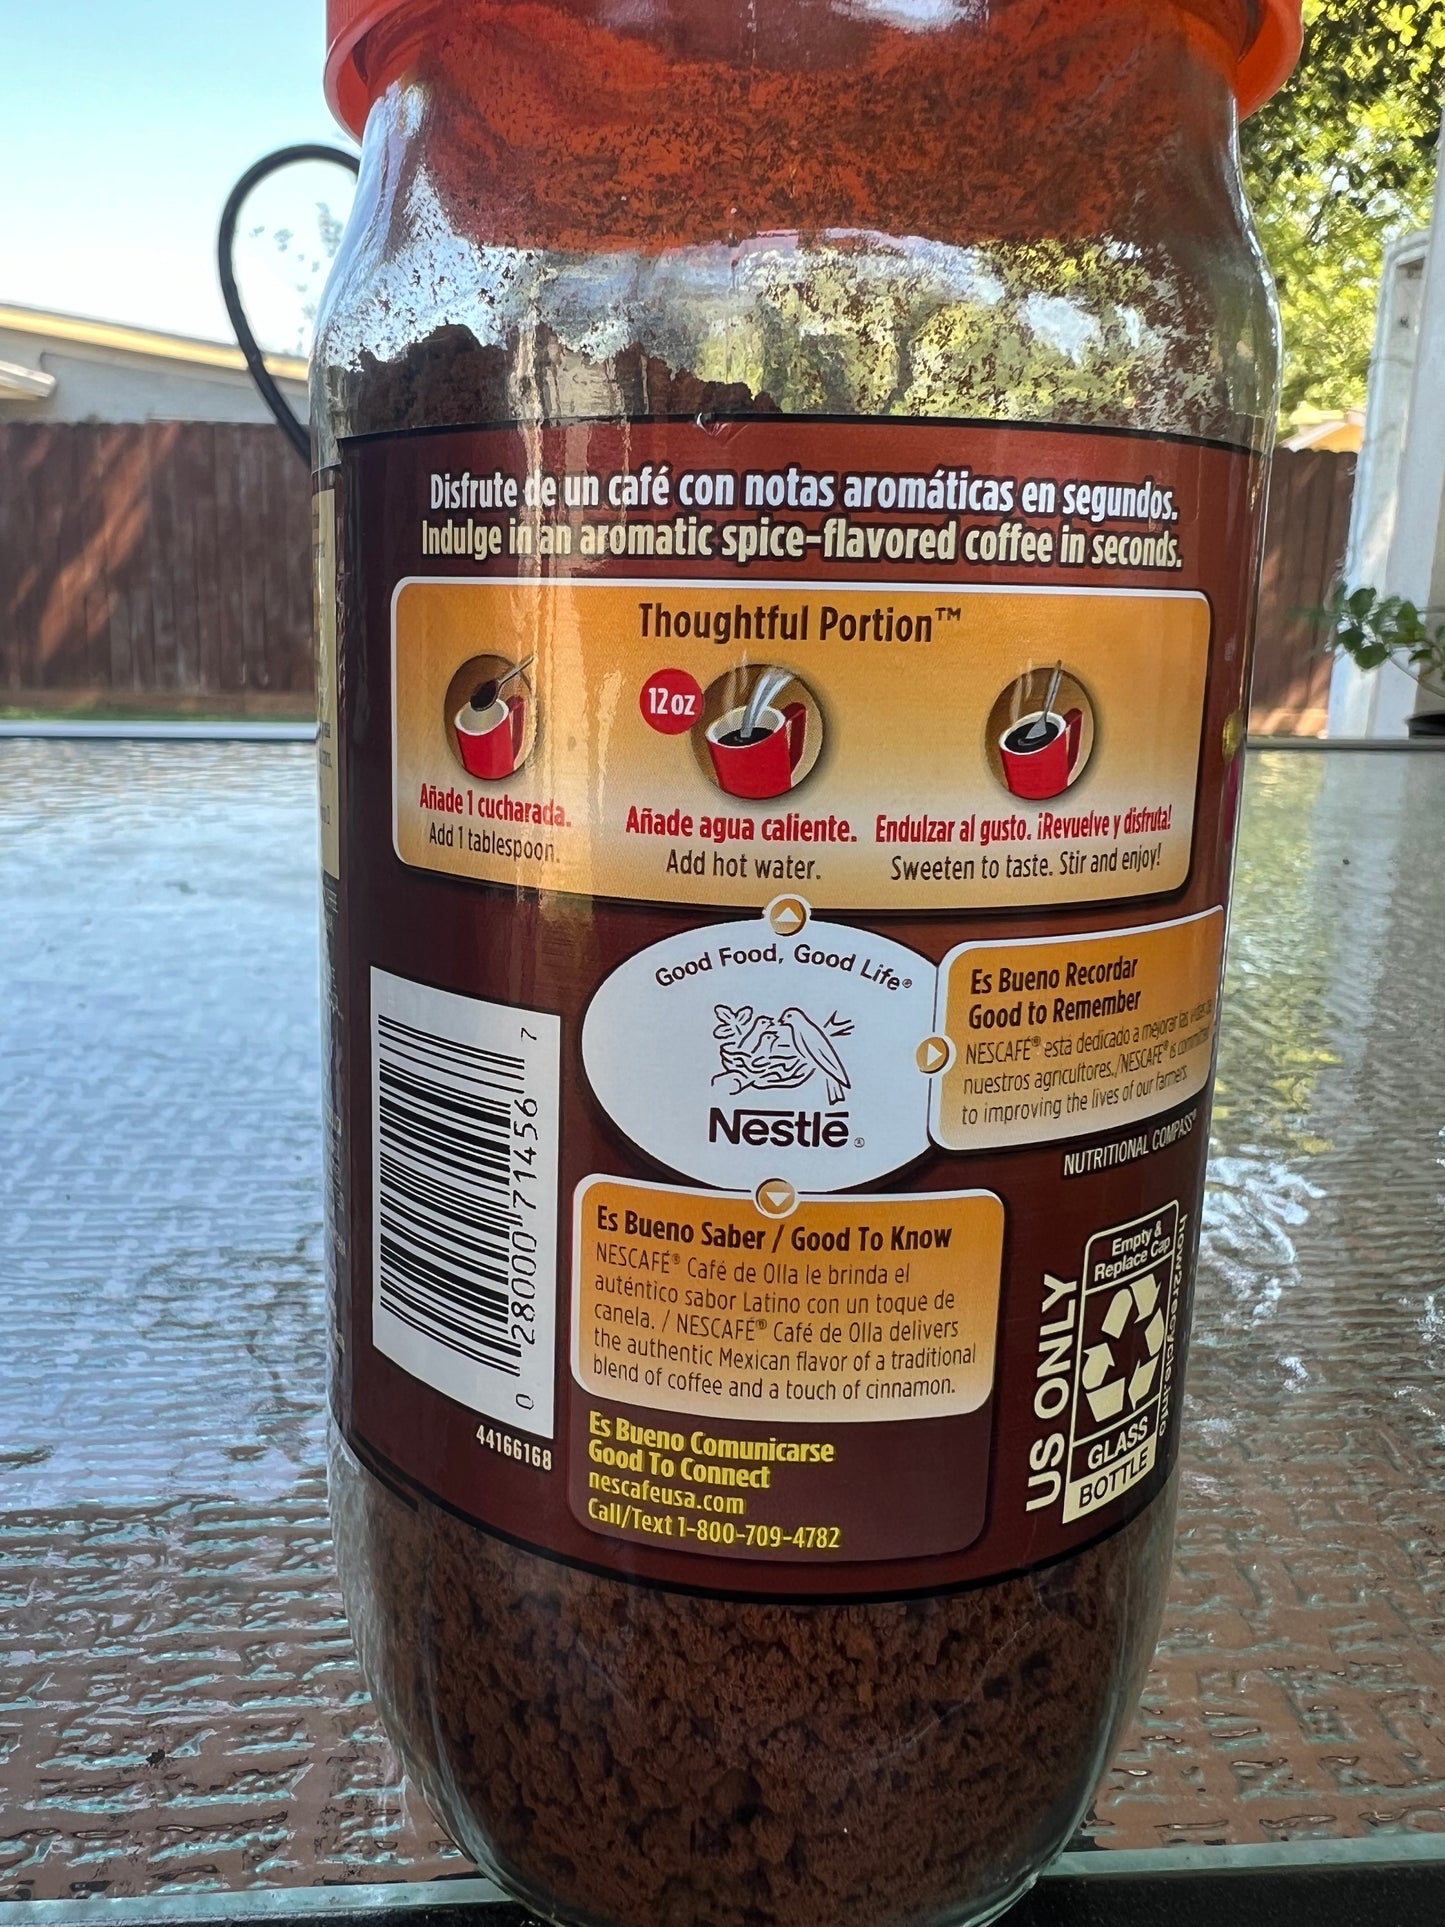 Disfrute de un café con notas aromáticas en segundos.
Indulge in an aromatic spice-flavored coffee in seconds.
Thoughtful Portion™
12 oz
Añade 1 cucharada.
Add 1 tablespoon.
Añade agua caliente.
Add hot water.
Endulzar al gusto. ¡Revuelve y disfruta!
Sweeten to taste. Stir and enjoy!
Good Food, Good Life®
Nestlé®
Es Bueno Recordar
Good to Remember
NESCAFÉ® está dedicado a mejorar las
nuestros agricultores./NESCAFÉ® is
to improving the lives of our farmers
NUTRITIONAL COMPASS®
0 28000 71456 7
44166168
Es Bueno Saber / Good To Know
NESCAFÉ® Café de Olla le brinda el
auténtico sabor Latino con un toque de
canela. / NESCAFÉ® Café de Olla delivers
the authentic Mexican flavor of a traditional
blend of coffee and a touch of cinnamon.
Es Bueno Comunicarse
Good To Connect
nescafeusa.com
Call/Text 1-800-709-4782
US ONLY
Empty &
Replace Cap
GLASS
BOTTLE
how2recycle.info